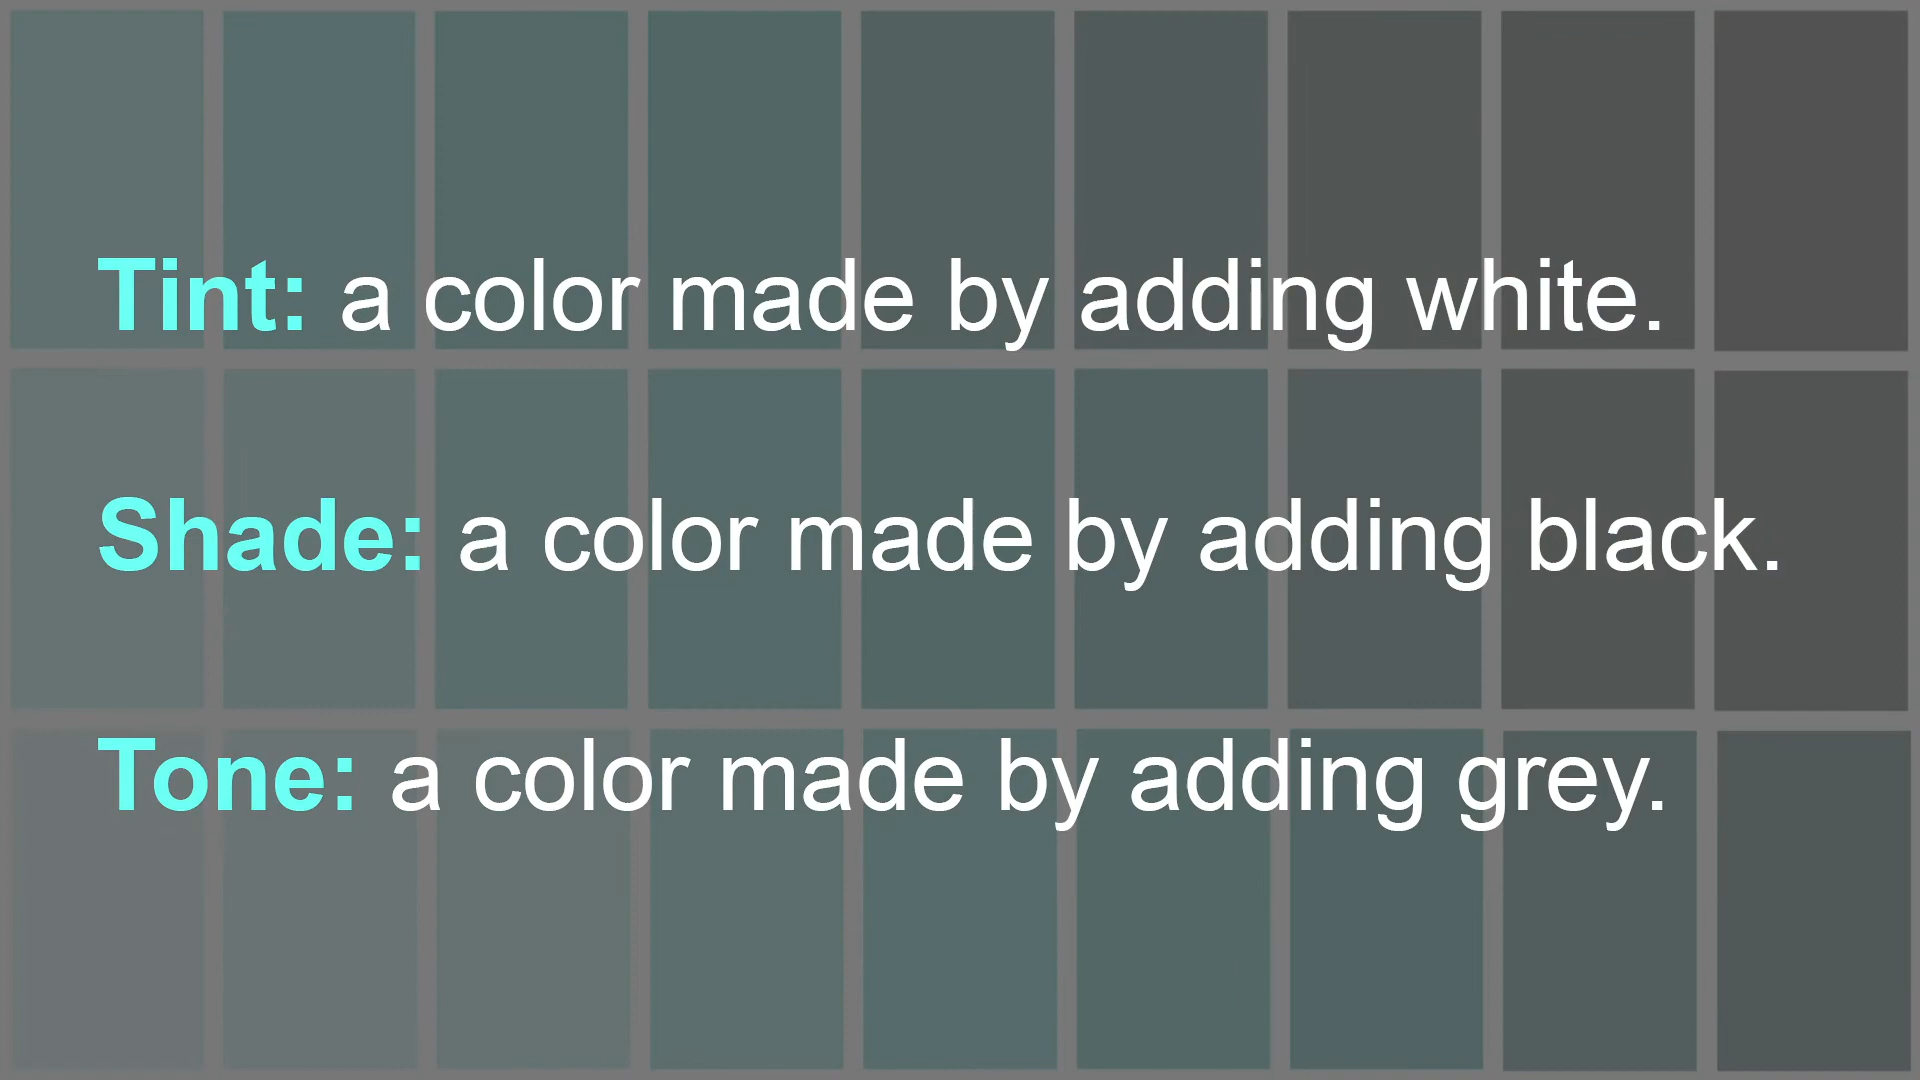 Tint: a color made by adding white.
Shade: a color made by adding black.
Tone: a color made by adding grey.